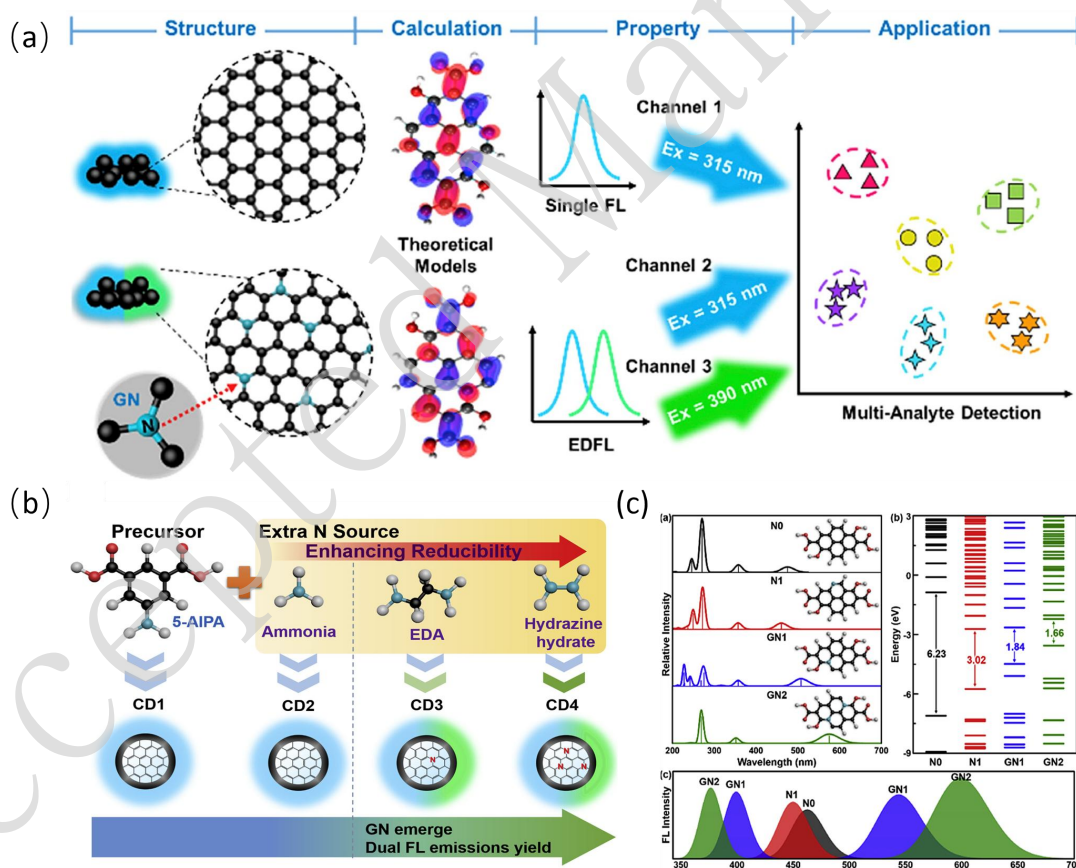 (a)
Structure
Calculation
Property
Application
Channel 1
Ex = 315 nm
Single FL
Theoretical
Models
Channel 2
Ex = 315 nm
Channel 3
Ex = 390 nm
GN
N
EDFL
Multi-Analyte Detection
(b)
Precursor
Extra N Source
Enhancing Reducibility
5-AIPA
Ammonia
EDA
Hydrazine
hydrate
CD1
CD2
CD3
CD4
N
N
N
N
N
GN emerge
Dual FL emissions yield
(c)
(a)
N0
N1
GN1
GN2
Relative Intensity
200 300 400 500 600 700
Wavelength (nm)
(b)
3
0
-3
-6
-9
Energy (eV)
6.23
3.02
1.84
1.66
N0 N1 GN1 GN2
(c)
FL Intensity
GN2
GN1
N1
N0
GN1
GN2
350 400 450 500 550 600 650
ccepted Man